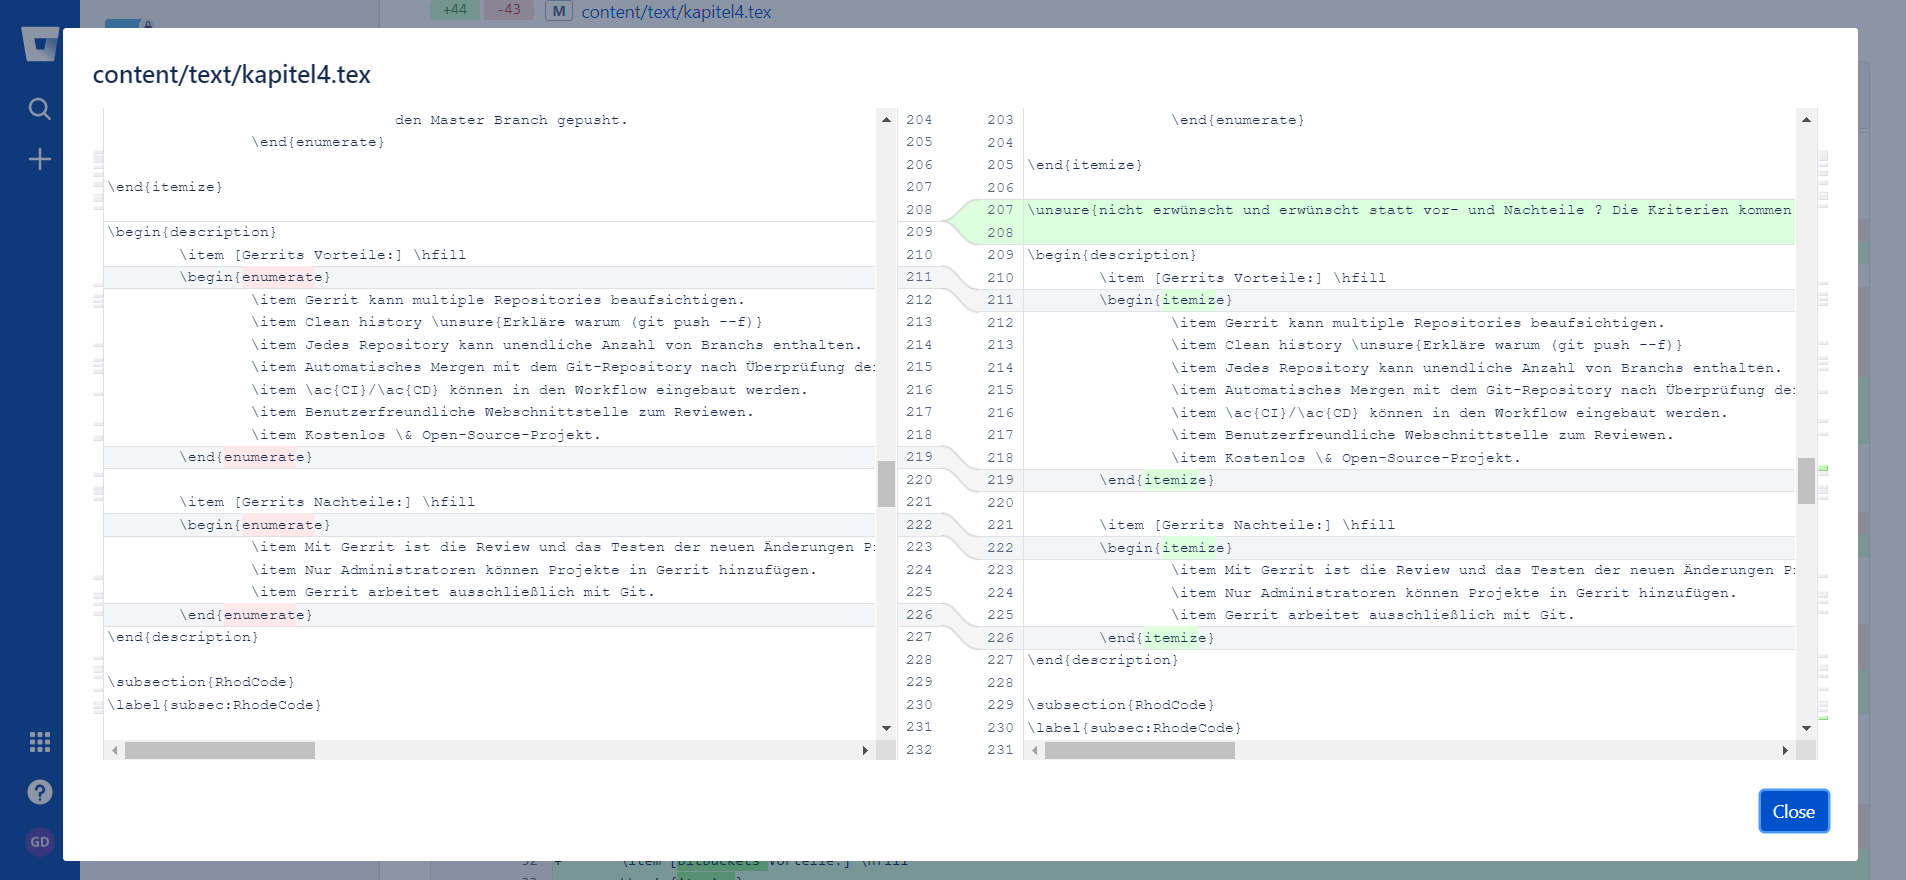 +44 -43 M content/text/kapitel4.tex
content/text/kapitel4.tex
den Master Branch gepusht.
\end{enumerate}
\end{itemize}
\begin{description}
\item [Gerrits Vorteile:] \hfill
\begin{enumerate}
\item Gerrit kann multiple Repositories beaufsichtigen.
\item Clean history \unsure{Erkläre warum (git push --f)}
\item Jedes Repository kann unendliche Anzahl von Branchs enthalten.
\item Automatisches Mergen mit dem Git-Repository nach Überprüfung
\item \ac{CI}/\ac{CD} können in den Workflow eingebaut werden.
\item Benutzerfreundliche Webschnittstelle zum Reviewen.
\item Kostenlos \& Open-Source-Projekt.
\end{enumerate}
\item [Gerrits Nachteile:] \hfill
\begin{enumerate}
\item Mit Gerrit ist die Review und das Testen der neuen Änderungen
\item Nur Administratoren können Projekte in Gerrit hinzufügen.
\item Gerrit arbeitet ausschließlich mit Git.
\end{enumerate}
\end{description}
\subsection{RhodCode}
\label{subsec:RhodeCode}
204 203
205 204
206 205
207 206
208 207
209 208
210 209
211 210
212 211
213 212
214 213
215 214
216 215
217 216
218 217
219 218
220 219
221 220
222 221
223 222
224 223
225 224
226 225
227 226
228 227
229 228
230 229
231 230
232 231
\end{enumerate}
\end{itemize}
\unsure{nicht erwünscht und erwünscht statt vor- und Nachteile ? Die Kriterien kommen
\begin{description}
\item [Gerrits Vorteile:] \hfill
\begin{itemize}
\item Gerrit kann multiple Repositories beaufsichtigen.
\item Clean history \unsure{Erkläre warum (git push --f)}
\item Jedes Repository kann unendliche Anzahl von Branchs enthalten.
\item Automatisches Mergen mit dem Git-Repository nach Überprüfung
\item \ac{CI}/\ac{CD} können in den Workflow eingebaut werden.
\item Benutzerfreundliche Webschnittstelle zum Reviewen.
\item Kostenlos \& Open-Source-Projekt.
\end{itemize}
\item [Gerrits Nachteile:] \hfill
\begin{itemize}
\item Mit Gerrit ist die Review und das Testen der neuen Änderungen
\item Nur Administratoren können Projekte in Gerrit hinzufügen.
\item Gerrit arbeitet ausschließlich mit Git.
\end{itemize}
\end{description}
\subsection{RhodCode}
\label{subsec:RhodeCode}
Close
GD